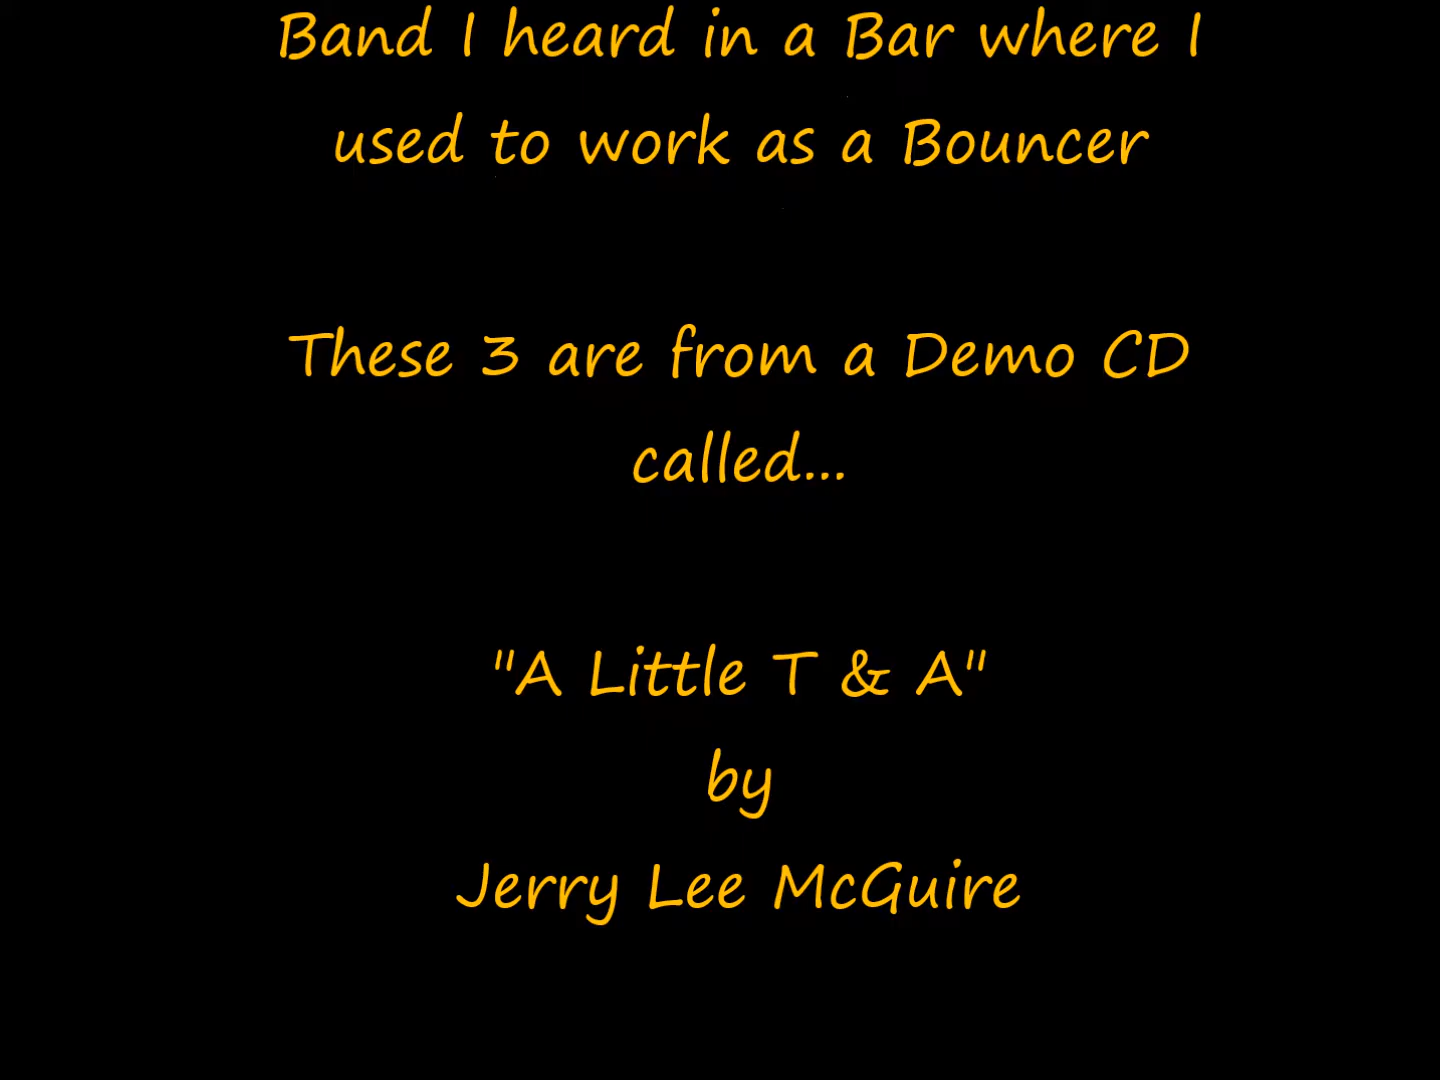 Band I heard in a Bar where I
used to work as a Bouncer
These 3 are from a Demo CD
called...
"A Little T & A"
by
Jerry Lee McGuire